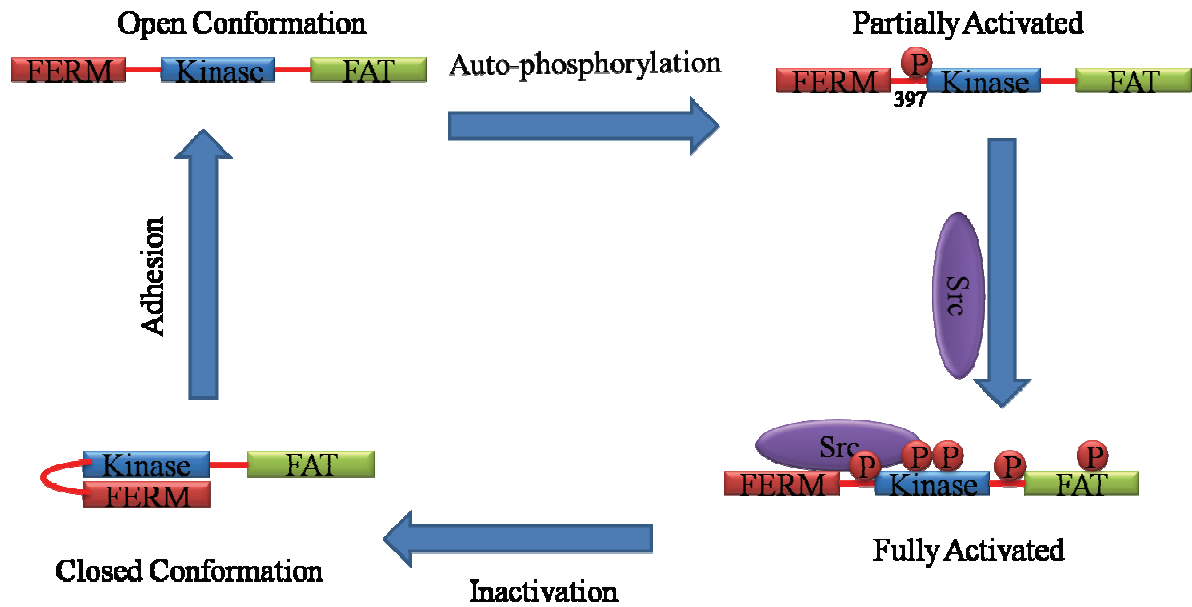 Open Conformation
FERM Kinase FAT
Auto-phosphorylation
Partially Activated
P
FERM Kinase FAT
397
Adhesion
Src
Src
P P P P P
FERM Kinase FAT
Fully Activated
Kinase FAT
FERM
Closed Conformation
Inactivation